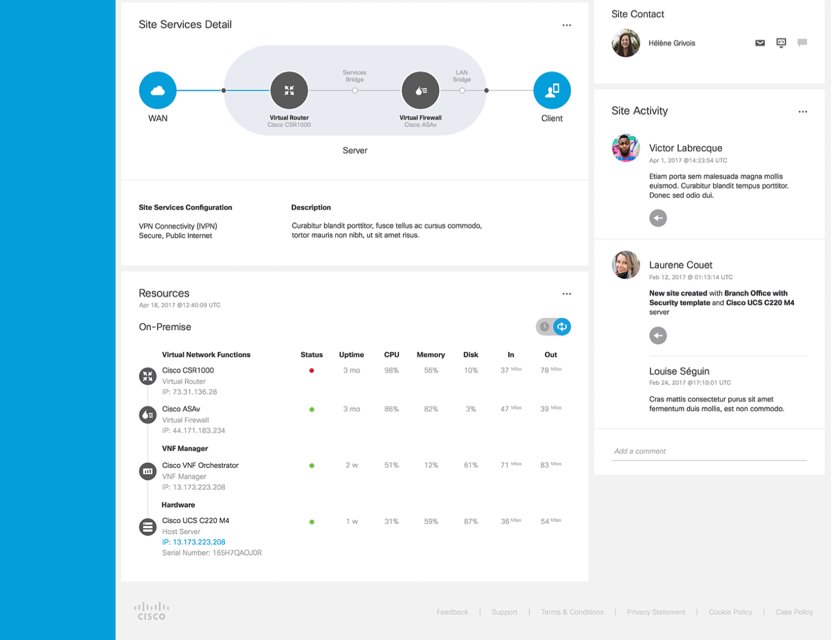 Site Services Detail
Services
Bridge
LAN
Bridge
WAN
Virtual Router
Cisco CSR1000
Virtual Firewall
Cisco ASAv
Client
Server
Site Services Configuration
VPN Connectivity (IVPN)
Secure, Public Internet
Description
Curabitur blandit porttitor, fusce tellus ac cursus commodo,
tortor mauris non nibh, ut sit amet risus.
Resources
Apr 16, 2017 @12:40:09 UTC
On-Premise
Virtual Network Functions Status Uptime CPU Memory Disk In Out
Cisco CSR1000 3 mo 98% 56% 10% 37 Mbps 78 Mbps
Virtual Router
IP: 73.31.136.28
Cisco ASAv 3 mo 86% 82% 3% 47 Mbps 39 Mbps
Virtual Firewall
IP: 44.171.183.234
VNF Manager
Cisco VNF Orchestrator 2 w 51% 12% 61% 71 Mbps 83 Mbps
VNF Manager
IP: 13.173.223.208
Hardware
Cisco UCS C220 M4 1 w 31% 59% 87% 36 Mbps 54 Mbps
Host Server
IP: 13.173.223.208
Serial Number: 165H7QAOJ0R
Site Contact
Hélène Grivois
Site Activity
Victor Labrecque
Apr 1, 2017 @14:23:54 UTC
Etiam porta sem malesuada magna mollis
euismod. Curabitur blandit tempus porttitor.
Donec sed odio dui.
Laurene Couet
Feb 12, 2017 @ 01:13:14 UTC
New site created with Branch Office with
Security template and Cisco UCS C220 M4
server
Louise Séguin
Feb 24, 2017 @17:10:01 UTC
Cras mattis consectetur purus sit amet
fermentum duis mollis, est non commodo.
Add a comment
CISCO
Feedback | Support | Terms & Conditions | Privacy Statement | Cookie Policy | Cake Policy